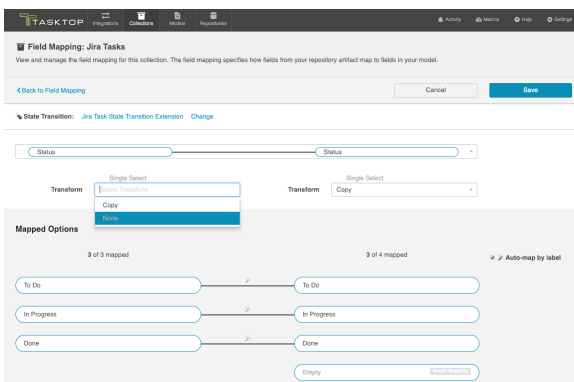 TASKTOP
Integrations Collections Models Repositories Activity Metrics Help Settings
Field Mapping: Jira Tasks
View and manage the field mapping for this collection. The field mapping specifies how fields from your repository artifact map to fields in your model.
Back to Field Mapping Cancel Save
State Transition: Jira Task State Transition Extension Change
Status Status
Single Select Single Select
Transform Select Transform Transform Copy
Copy
None
Mapped Options
3 of 3 mapped 3 of 4 mapped Auto-map by label
To Do To Do
In Progress In Progress
Done Done
Empty